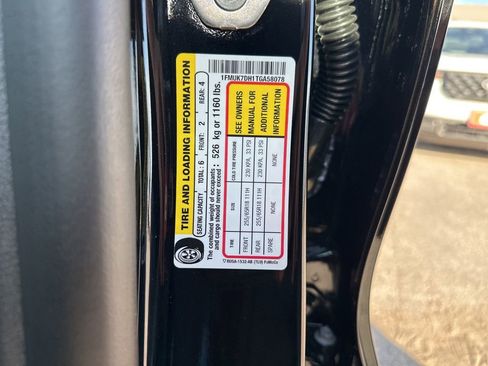 1FMUK7DH1TGA58078
TIRE AND LOADING INFORMATION
SEATING CAPACITY TOTAL: 6 FRONT: 2 REAR: 4
The combined weight of occupants
and cargo should never exceed : 526 kg or 1160 lbs.
TIRE SIZE COLD TIRE PRESSURE
FRONT 255/65R18 111H 230 KPA, 33 PSI
REAR 255/65R18 111H 230 KPA, 33 PSI
SPARE NONE NONE
SEE OWNERS
MANUAL FOR
ADDITIONAL
INFORMATION